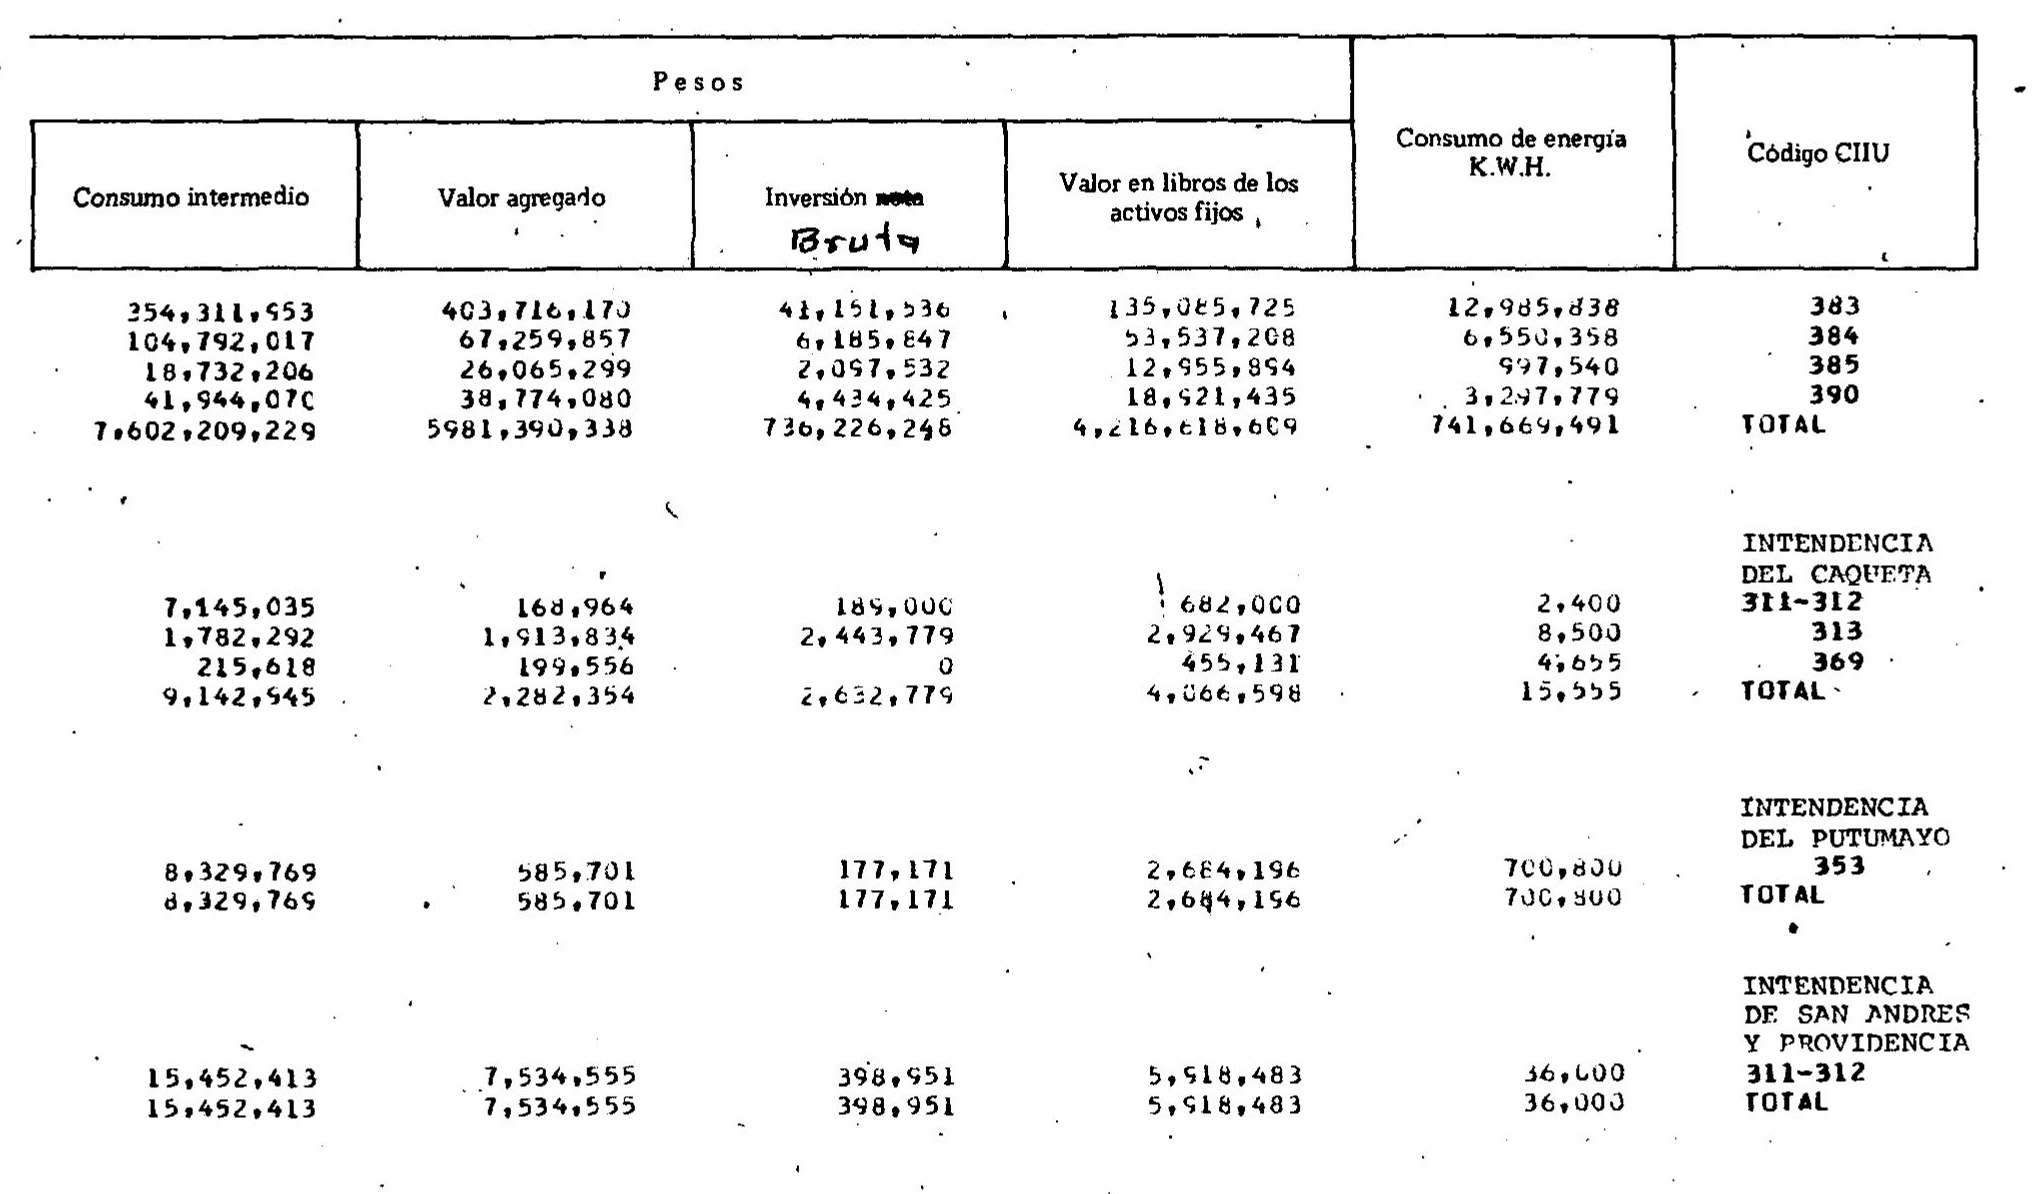 Pesos
Consumo intermedio Valor agregado Inversión Bruta Valor en libros de los activos fijos Consumo de energía K.W.H. Código CIIU
254,311,953 403,716,170 41,151,536 135,085,725 12,985,838 383
104,792,017 67,259,857 6,185,847 53,537,208 6,550,358 384
18,732,206 26,065,299 2,097,532 12,955,894 997,540 385
41,944,070 38,774,080 4,434,425 18,921,435 3,297,779 390
7,602,209,229 5981,390,338 736,226,248 4,216,618,609 741,669,491 TOTAL
INTENDENCIA
DEL CAQUETA
7,145,035 168,964 189,000 682,000 2,400 311-312
1,782,292 1,913,834 2,443,779 2,929,467 8,500 313
215,618 199,556 0 455,131 4,655 369
9,142,945 2,282,354 2,632,779 4,066,598 15,555 TOTAL
INTENDENCIA
DEL PUTUMAYO
8,329,769 585,701 177,171 2,684,196 700,800 353
8,329,769 585,701 177,171 2,684,196 700,800 TOTAL
INTENDENCIA
DE SAN ANDRES
Y PROVIDENCIA
15,452,413 7,534,555 398,951 5,918,483 36,000 311-312
15,452,413 7,534,555 398,951 5,918,483 36,000 TOTAL